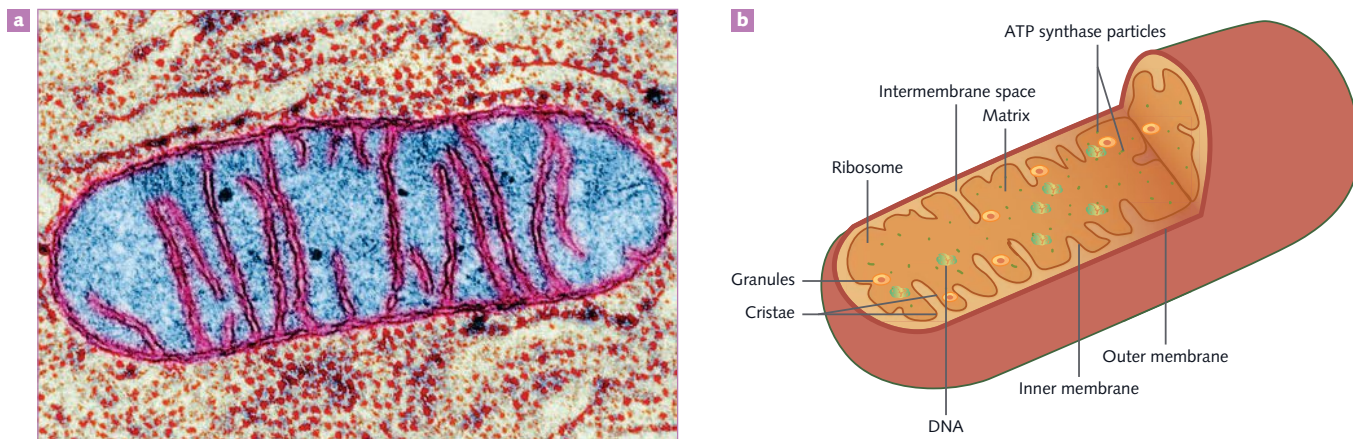 a
b
ATP synthase particles
Intermembrane space
Matrix
Ribosome
Granules
Cristae
Outer membrane
Inner membrane
DNA